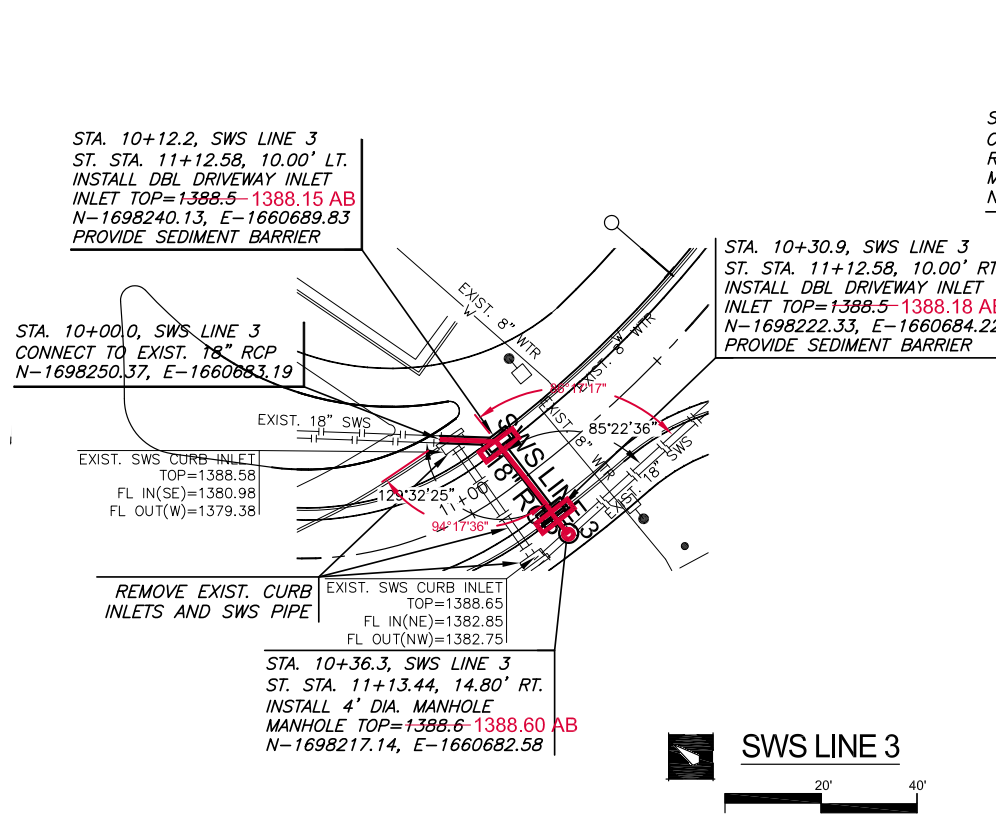 STA. 10+12.2, SWS LINE 3
ST. STA. 11+12.58, 10.00' LT.
INSTALL DBL DRIVEWAY INLET
INLET TOP=1388.5 1388.15 AB
N-1698240.13, E-1660689.83
PROVIDE SEDIMENT BARRIER
STA. 10+30.9, SWS LINE 3
ST. STA. 11+12.58, 10.00' RT
INSTALL DBL DRIVEWAY INLET
INLET TOP=1388.5 1388.18 AB
N-1698222.33, E-1660684.22
PROVIDE SEDIMENT BARRIER
STA. 10+00.0, SWS LINE 3
CONNECT TO EXIST. 18" RCP
N-1698250.37, E-1660683.19
EXIST. 8" WTR
W
EXIST. 8" WTR
W
EXIST. 8" WTR
EXIST. 18" SWS
85°22'36"
EXIST. 18" SWS
SWS LINE 3
18" RCP
11+00
129°32'25"
94°17'36"
EXIST. SWS CURB INLET
TOP=1388.58
FL IN(SE)=1380.98
FL OUT(W)=1379.38
REMOVE EXIST. CURB
INLETS AND SWS PIPE
EXIST. SWS CURB INLET
TOP=1388.65
FL IN(NE)=1382.85
FL OUT(NW)=1382.75
STA. 10+36.3, SWS LINE 3
ST. STA. 11+13.44, 14.80' RT.
INSTALL 4' DIA. MANHOLE
MANHOLE TOP=1388.6 1388.60 AB
N-1698217.14, E-1660682.58
SWS LINE 3
20' 40'